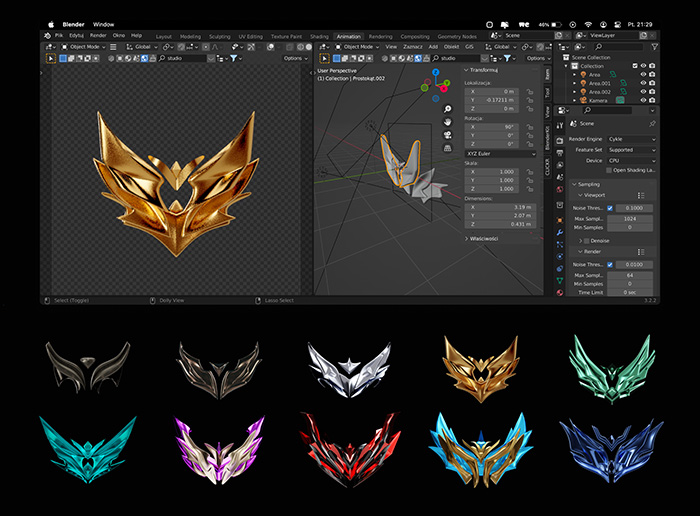 Blender Window 46% Pt. 21:29
Plik Edytuj Render Okno Help Layout Modeling Sculpting UV Editing Texture Paint Shading Animation Rendering Compositing Geometry Nodes Scene ViewLayer
Object Mode Global
studio Options
Object Mode View Zaznacz Add Obiekt GIS Global
studio Options
User Perspective
(1) Collection | Prostokąt.002
Z
Transformuj
Lokalizacja:
X 0 m
Y -0.17211 m
Z 0 m
Rotacja:
X 90°
Y 0°
Z 0°
XYZ Euler
Skala:
X 1.000
Y 1.000
Z 1.000
Dimensions:
X 3.19 m
Y 2.07 m
Z 0.431 m
Właściwości
Item
Tool
View
BlenderKit
Scene Collection
Collection
Area
Area.001
Area.002
Kamera
Scene
Render Engine Cykle
Feature Set Supported
Device CPU
Open Shading La...
Sampling
Viewport
Noise Thres... 0.1000
Max Sampl... 1024
Min Samples 0
Denoise
Render
Noise Thres... 0.0100
Max Sampl... 64
Min Samples 0
Time Limit 0 sec
Select (Toggle) Dolly View Lasso Select 3.2.2